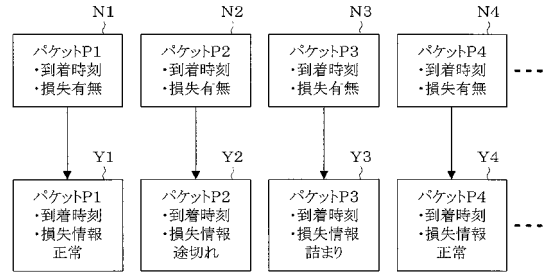 N1
N2
N3
N4
パケットP1
・到着時刻
・損失有無
パケットP2
・到着時刻
・損失有無
パケットP3
・到着時刻
・損失有無
パケットP4
・到着時刻
・損失有無
Y1
Y2
Y3
Y4
パケットP1
・到着時刻
・損失情報
正常
パケットP2
・到着時刻
・損失情報
途切れ
パケットP3
・到着時刻
・損失情報
詰まり
パケットP4
・到着時刻
・損失情報
正常